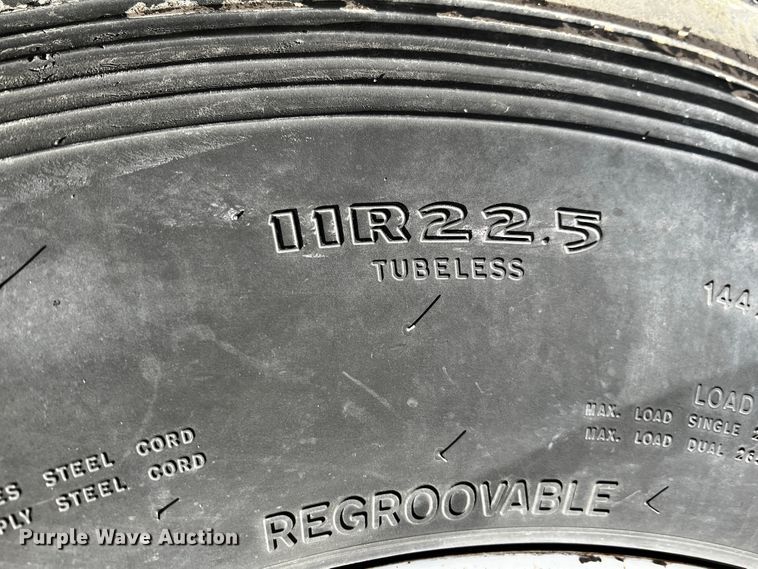 11R22.5
TUBELESS
144
LOAD
MAX. LOAD SINGLE
MAX. LOAD DUAL
STEEL CORD
STEEL CORD
REGROOVABLE
Purple Wave Auction